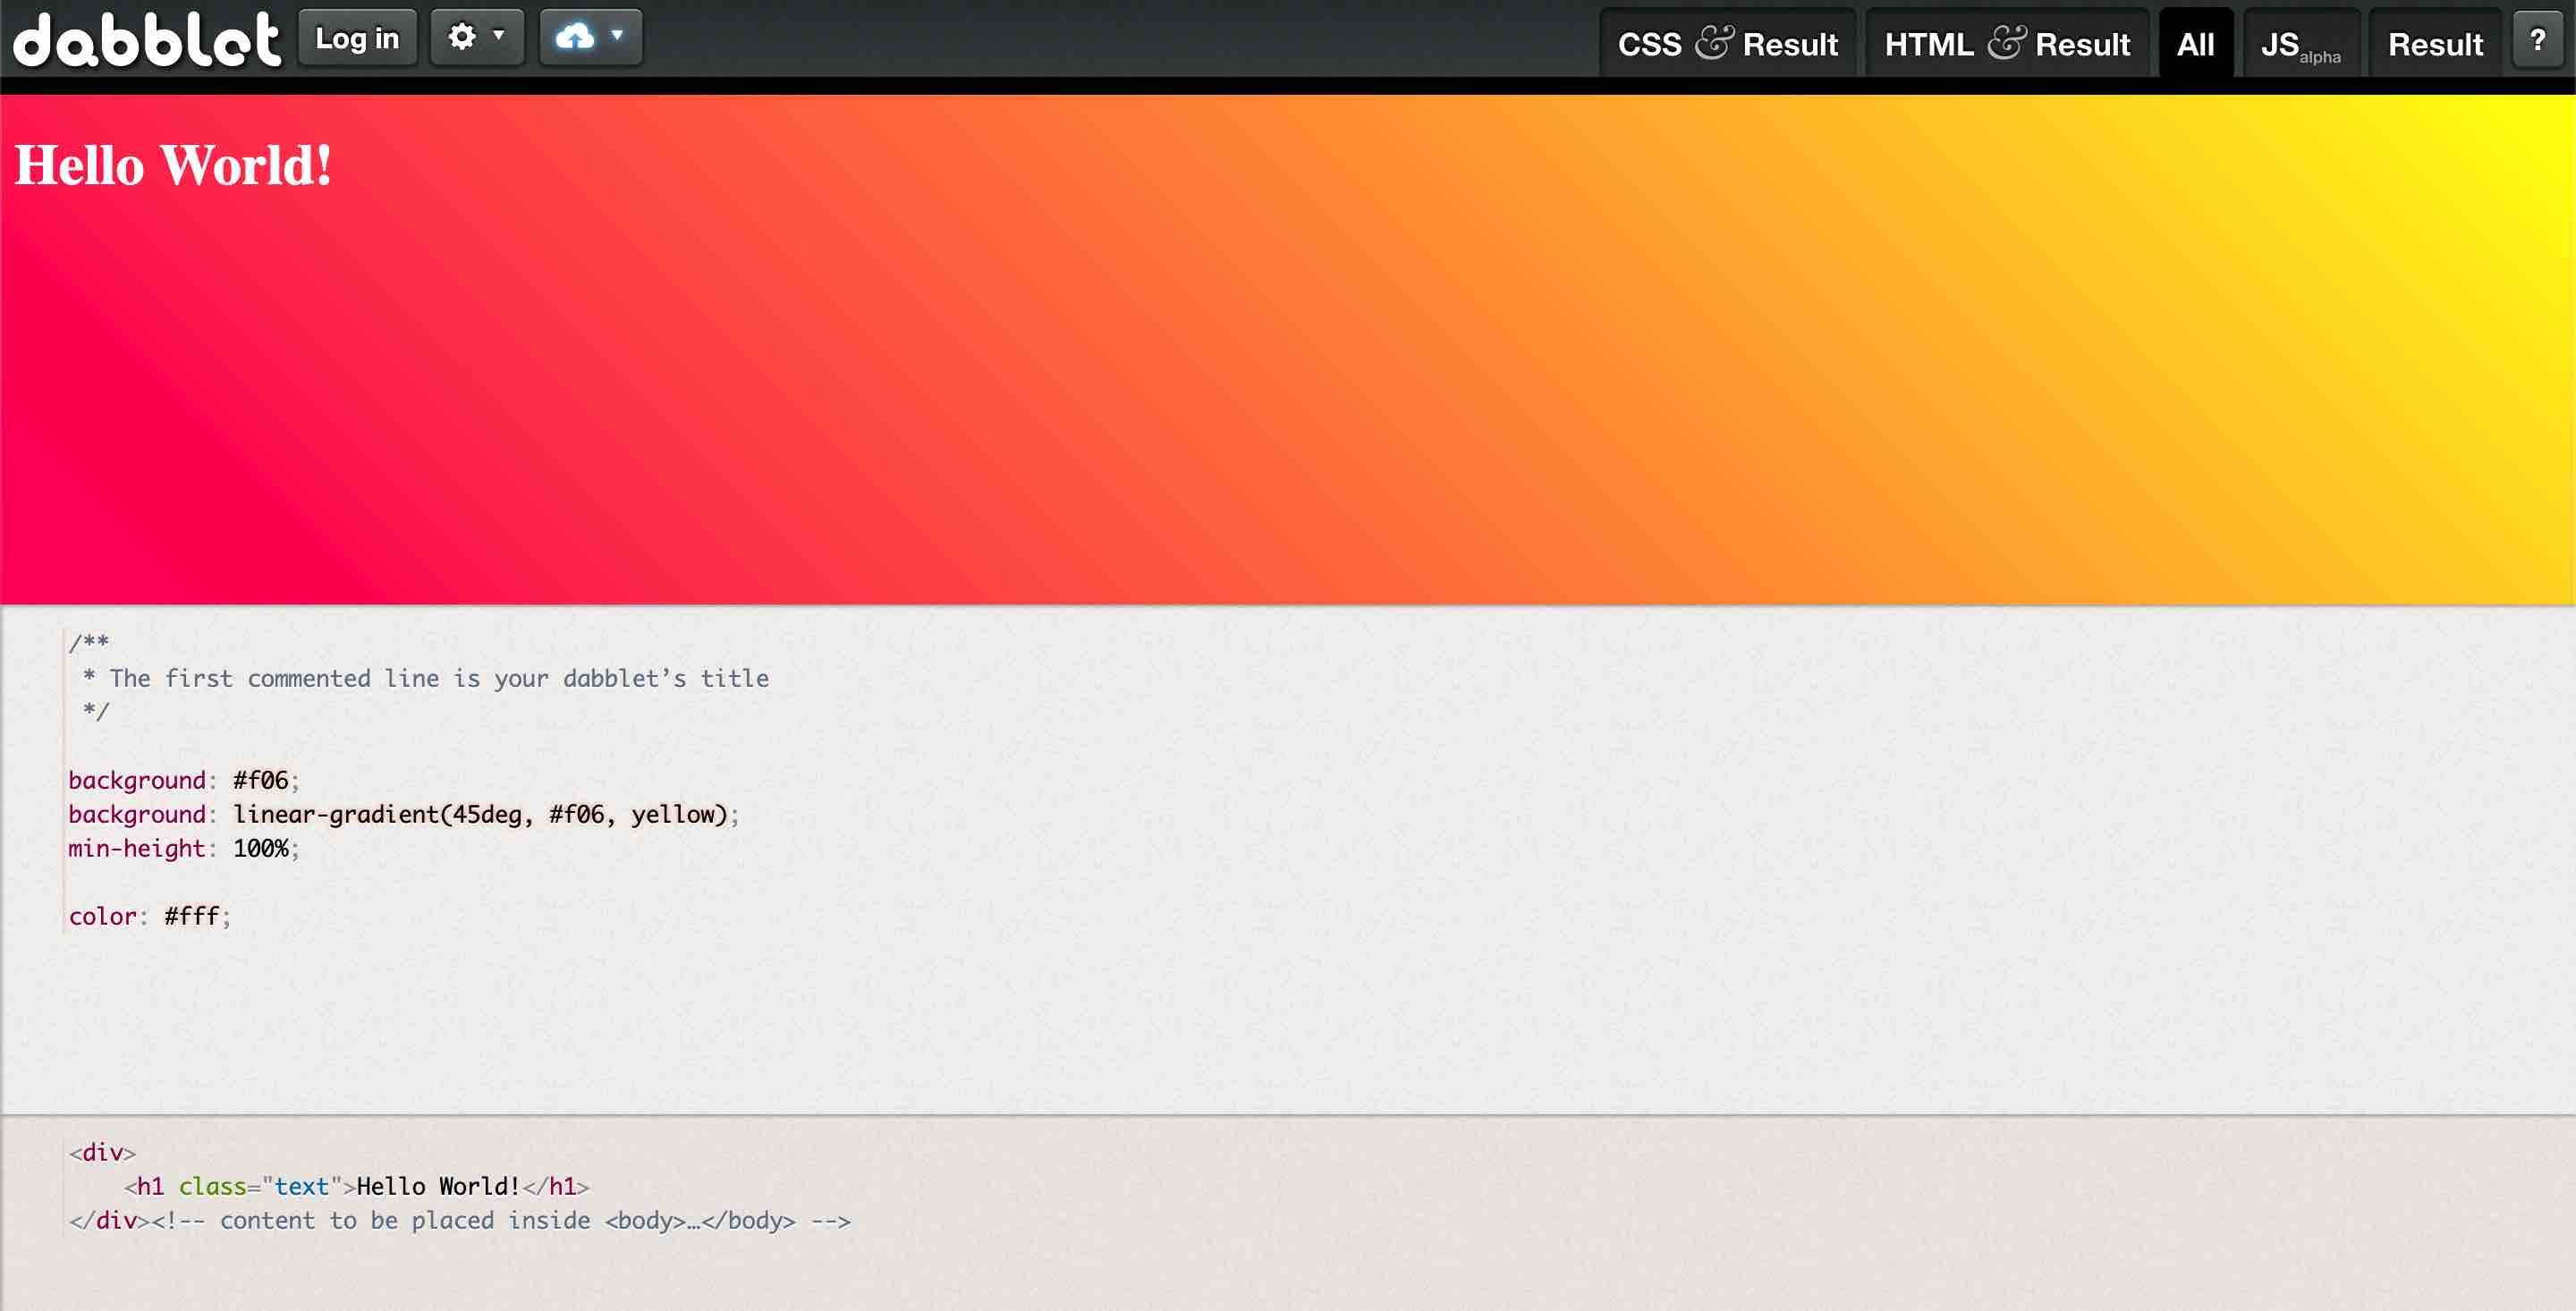 dabblet Log in CSS & Result HTML & Result All JS alpha Result ?
Hello World!
/**
 * The first commented line is your dabblet’s title
 */
background: #f06;
background: linear-gradient(45deg, #f06, yellow);
min-height: 100%;
color: #fff;
<div>
    <h1 class="text">Hello World!</h1>
</div><!-- content to be placed inside <body>…</body> -->